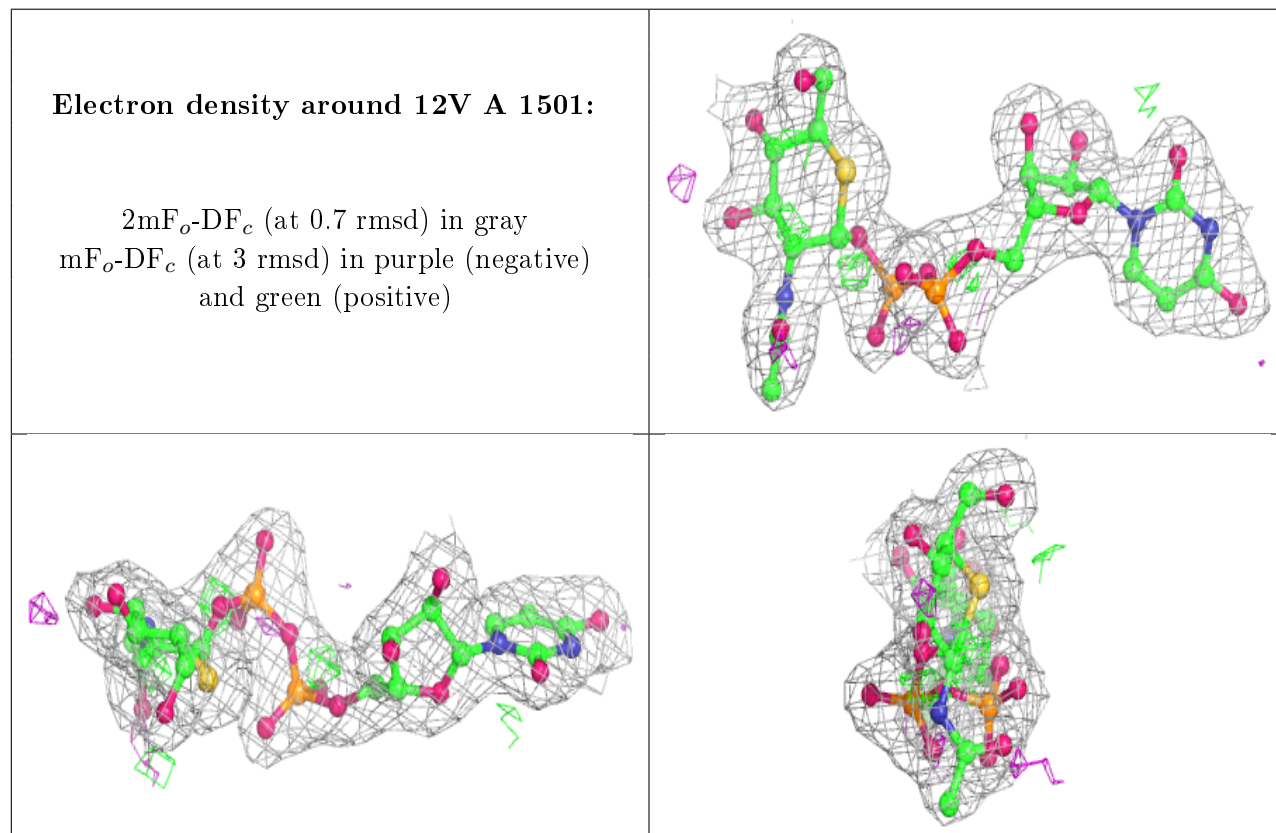 Electron density around 12V A 1501:
2mFo-DFc (at 0.7 rmsd) in gray
mFo-DFc (at 3 rmsd) in purple (negative)
and green (positive)